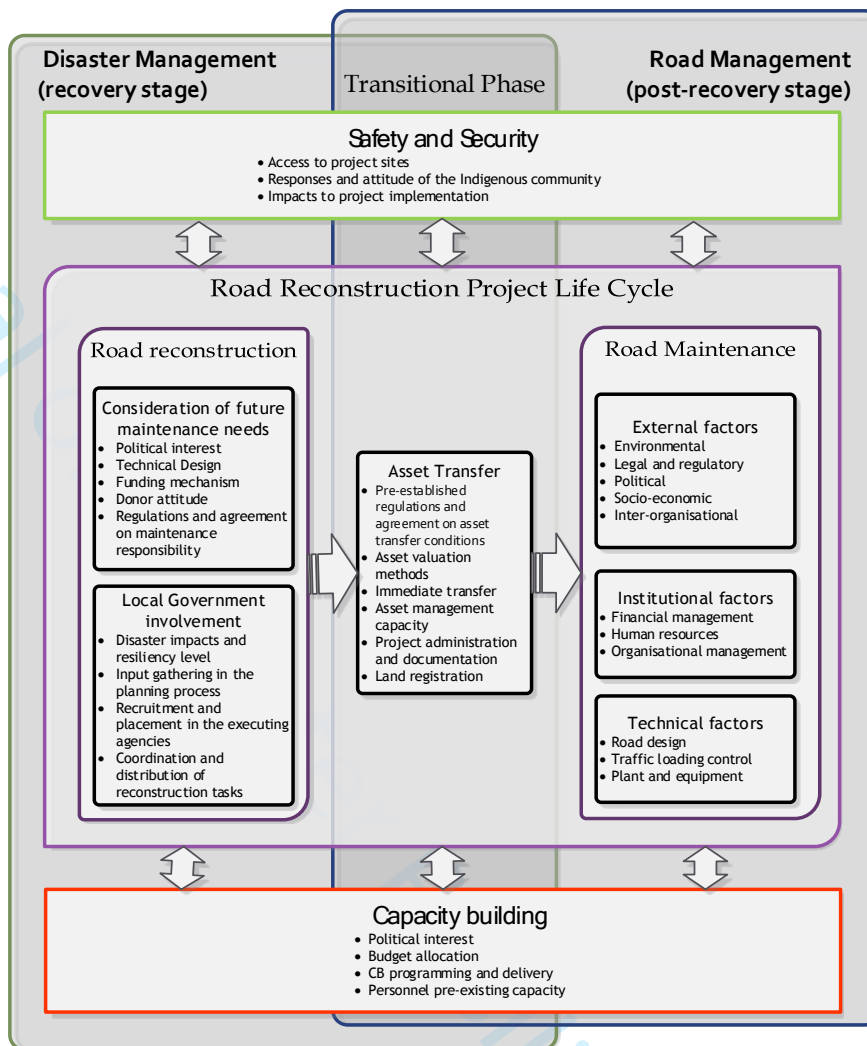 Disaster Management
(recovery stage)
Transitional Phase
Road Management
(post-recovery stage)
Safety and Security
• Access to project sites
• Responses and attitude of the Indigenous community
• Impacts to project implementation
Road Reconstruction Project Life Cycle
Road reconstruction
Consideration of future
maintenance needs
• Political interest
• Technical Design
• Funding mechanism
• Donor attitude
• Regulations and agreement
on maintenance
responsibility
Local Government
involvement
• Disaster impacts and
resiliency level
• Input gathering in the
planning process
• Recruitment and
placement in the executing
agencies
• Coordination and
distribution of
reconstruction tasks
Asset Transfer
• Pre-established
regulations and
agreement on asset
transfer conditions
• Asset valuation
methods
• Immediate transfer
• Asset management
capacity
• Project administration
and documentation
• Land registration
Road Maintenance
External factors
• Environmental
• Legal and regulatory
• Political
• Socio-economic
• Inter-organisational
Institutional factors
• Financial management
• Human resources
• Organisational management
Technical factors
• Road design
• Traffic loading control
• Plant and equipment
Capacity building
• Political interest
• Budget allocation
• CB programming and delivery
• Personnel pre-existing capacity